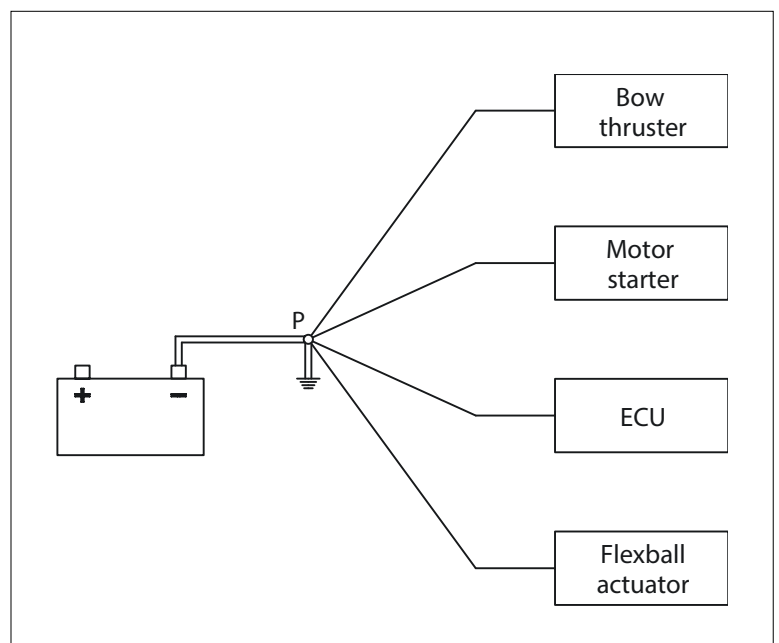 Bow
thruster
Motor
starter
P
+
−
ECU
Flexball
actuator